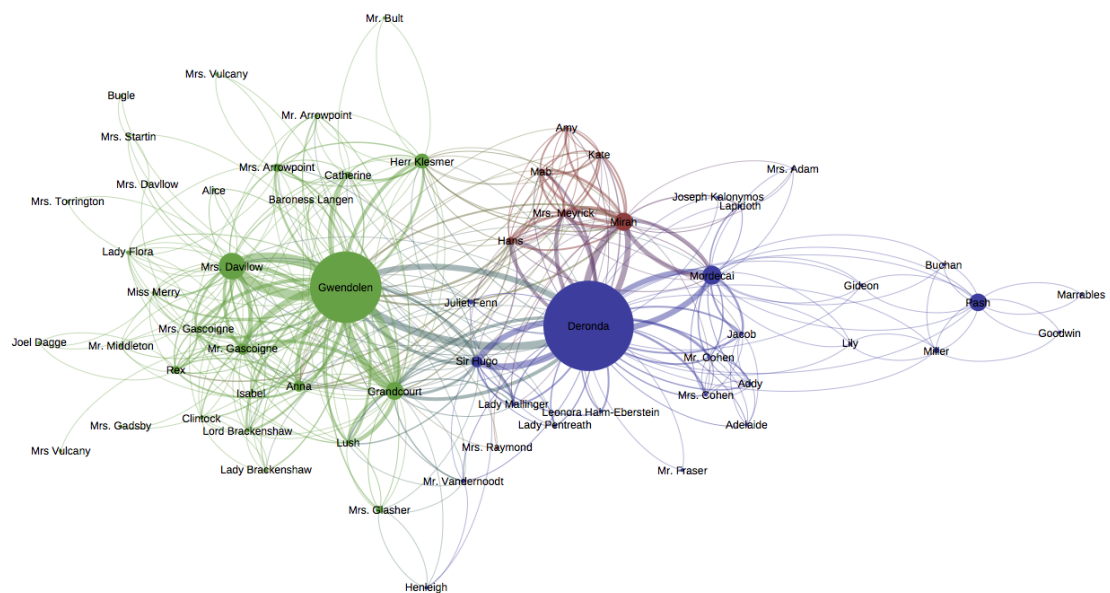 Mr. Bult
Mrs. Vulcany
Bugle
Mr. Arrowpoint
Amy
Mrs. Startin
Kate
Herr Klesmer
Mrs. Arrowpoint
Mab
Mrs. Adam
Catherine
Mrs. Davllow
Alice
Joseph Kalonymos
Baroness Langen
Mrs. Torrington
Lapidoth
Mrs. Meyrick
Mirah
Hans
Lady Flora
Buchan
Mrs. Davilow
Mordecai
Gwendolen
Gideon
Miss Merry
Marrables
Juliet Fenn
Pash
Deronda
Mrs. Gascoigne
Jacob
Goodwin
Joel Dagge
Mr. Middleton
Mr. Gascoigne
Lily
Miller
Mr. Cohen
Sir Hugo
Rex
Addy
Anna
Isabel
Grandcourt
Mrs. Cohen
Lady Mallinger
Leonora Halm-Eberstein
Clintock
Mrs. Gadsby
Lord Brackenshaw
Lady Pentreath
Adelaide
Lush
Mrs. Raymond
Mrs Vulcany
Lady Brackenshaw
Mr. Fraser
Mr. Vandernoodt
Mrs. Glasher
Henleigh